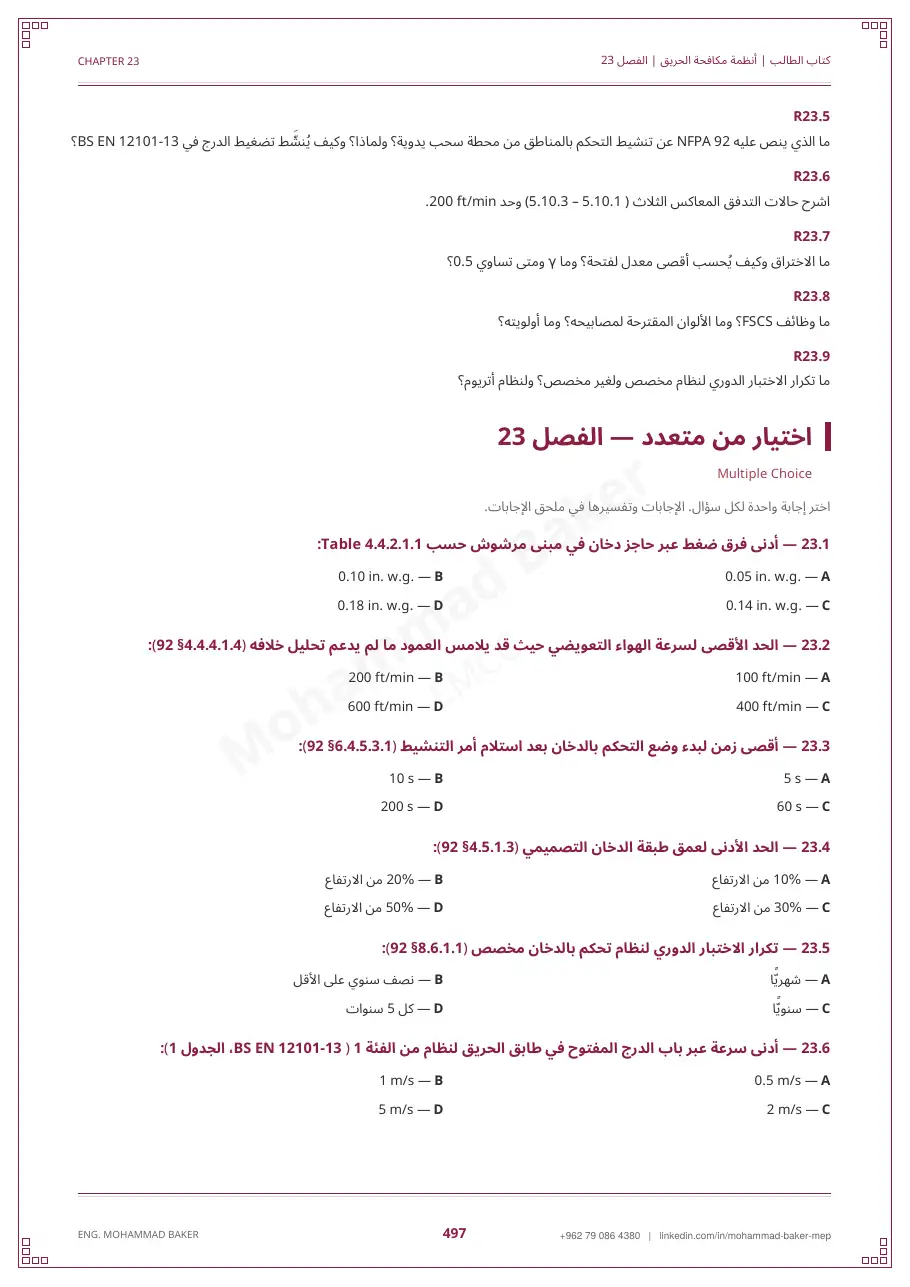 كتاب الطالب | أنظمة مكافحة الحريق | الفصل 23
CHAPTER 23
R23.5
ما الذي ينص عليه NFPA 92 عن تنشيط التحكم بالمناطق من محطة سحب يدوية؟ ولماذا؟ وكيف يُنشَّط تضغيط الدرج في BS EN 12101-13؟
R23.6
اشرح حالات التدفق المعاكس الثلاث ( 5.10.1 – 5.10.3) وحد 200 ft/min.
R23.7
ما الاختراق وكيف يُحسب أقصى معدل لفتحة؟ وما γ ومتى تساوي 0.5؟
R23.8
ما وظائف FSCS؟ وما الألوان المقترحة لمصابيحه؟ وما أولويته؟
R23.9
ما تكرار الاختبار الدوري لنظام مخصص ولغير مخصص؟ ولنظام أتريوم؟
اختيار من متعدد — الفصل 23
Multiple Choice
اختر إجابة واحدة لكل سؤال. الإجابات وتفسيرها في ملحق الإجابات.
23.1 — أدنى فرق ضغط عبر حاجز دخان في مبنى مرشوش حسب Table 4.4.2.1.1:
A — 0.05 in. w.g.
B — 0.10 in. w.g.
C — 0.14 in. w.g.
D — 0.18 in. w.g.
23.2 — الحد الأقصى لسرعة الهواء التعويضي حيث قد يلامس العمود ما لم يدعم تحليل خلافه (92 §4.4.4.1.4):
A — 100 ft/min
B — 200 ft/min
C — 400 ft/min
D — 600 ft/min
23.3 — أقصى زمن لبدء وضع التحكم بالدخان بعد استلام أمر التنشيط (92 §6.4.5.3.1):
A — 5 s
B — 10 s
C — 60 s
D — 200 s
23.4 — الحد الأدنى لعمق طبقة الدخان التصميمي (92 §4.5.1.3):
A — 10% من الارتفاع
B — 20% من الارتفاع
C — 30% من الارتفاع
D — 50% من الارتفاع
23.5 — تكرار الاختبار الدوري لنظام تحكم بالدخان مخصص (92 §8.6.1.1):
A — شهريًّا
B — نصف سنوي على الأقل
C — سنويًّا
D — كل 5 سنوات
23.6 — أدنى سرعة عبر باب الدرج المفتوح في طابق الحريق لنظام من الفئة 1 ( BS EN 12101-13، الجدول 1):
A — 0.5 m/s
B — 1 m/s
C — 2 m/s
D — 5 m/s
Mohammad Baker
ENG. MOHAMMAD BAKER
497
+962 79 086 4380 | linkedin.com/in/mohammad-baker-mep